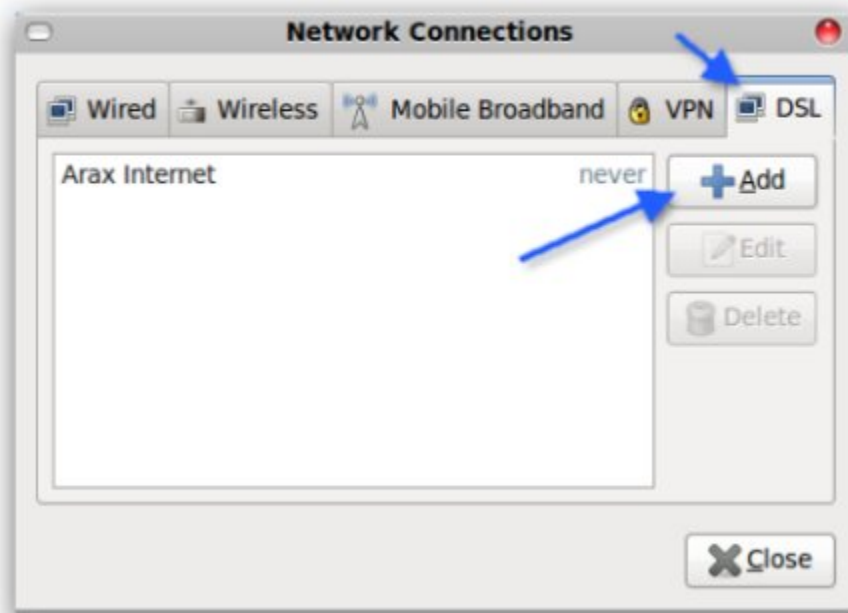 Network Connections
Wired Wireless Mobile Broadband VPN DSL
Arax Internet never
Add
Edit
Delete
Close